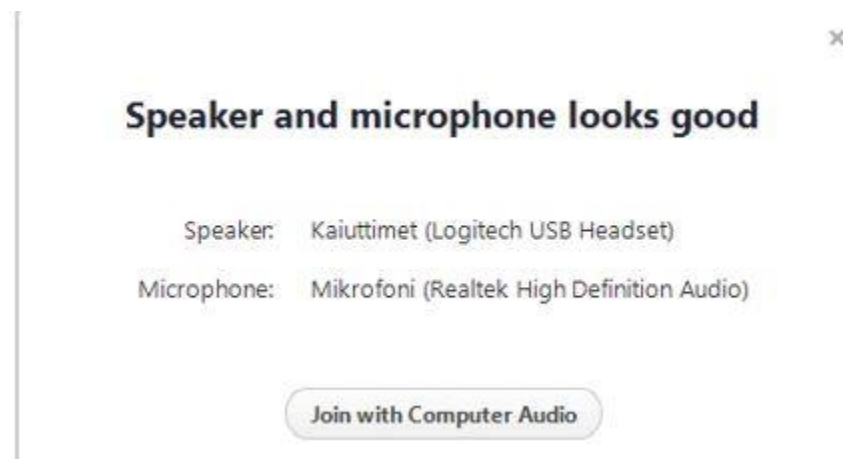 Speaker and microphone looks good
Speaker: Kaiuttimet (Logitech USB Headset)
Microphone: Mikrofoni (Realtek High Definition Audio)
Join with Computer Audio